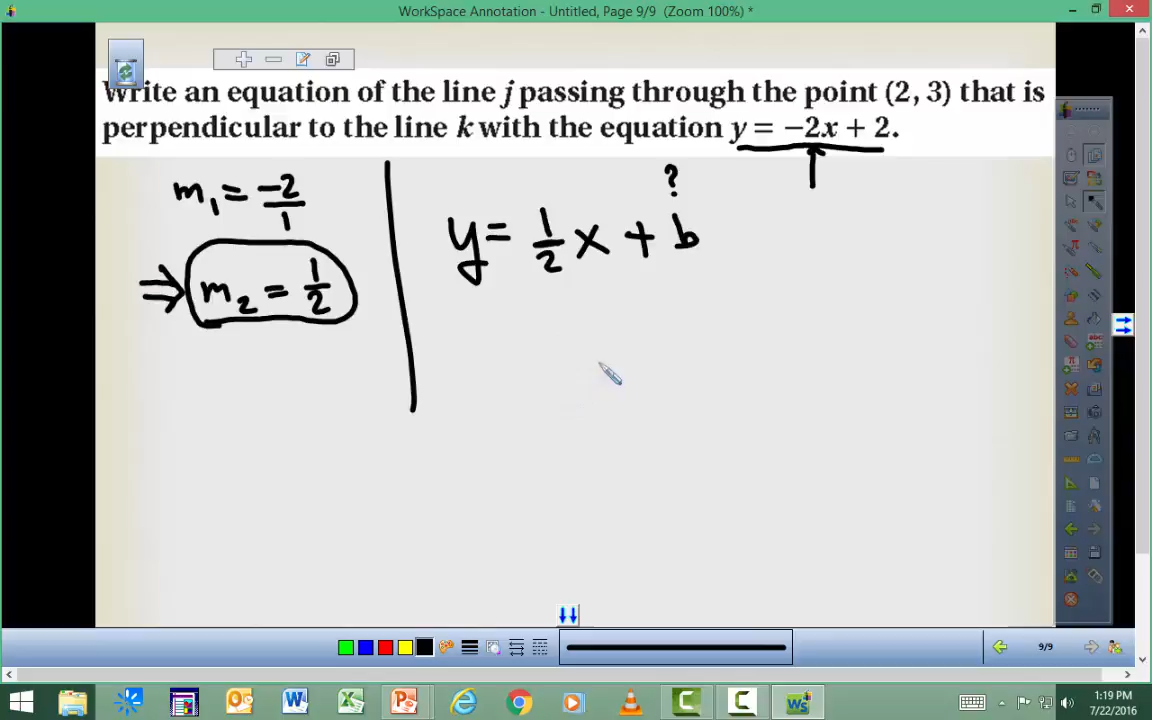 WorkSpace Annotation - Untitled, Page 9/9 (Zoom 100%) *
Write an equation of the line j passing through the point (2, 3) that is
perpendicular to the line k with the equation y = −2x + 2.
m₁ = −2/1
⇒ m₂ = 1/2
?
y = 1/2 x + b
9/9
1:19 PM
7/22/2016